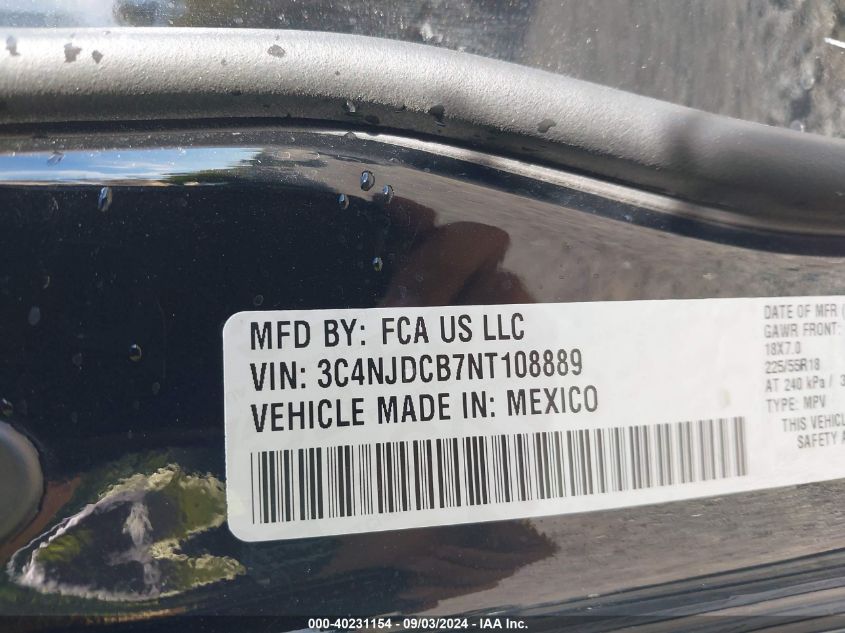 MFD BY: FCA US LLC
VIN: 3C4NJDCB7NT108889
VEHICLE MADE IN: MEXICO
DATE OF MFR
GAWR FRONT:
18X7.0
225/55R18
AT 240 kPa / 3
TYPE: MPV
THIS VEHICL
SAFETY A
000-40231154 - 09/03/2024 - IAA Inc.